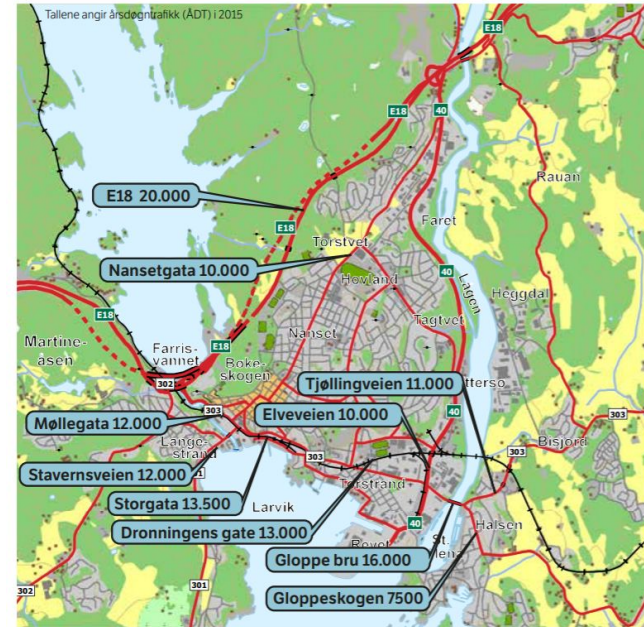 Tallene angir årsdøgntrafikk (ÅDT) i 2015
E18
40
E18
Rauan
E18 20.000
Faret
E18
Torstvet
Nansetgata 10.000
Hovland
40
Lågen
Heggdal
E18
Tagtvet
Martine-
åsen
Farris-
vannet
E18
Nanset
Bøke-
skogen
Tjøllingveien 11.000
302
303
Elveveien 10.000
40
303
Møllegata 12.000
Bisjord
Lange-
strand
303
303
Stavernsveien 12.000
Storgata 13.500
Larvik
Torstrand
Dronningens gate 13.000
40
Halsen
St.
Gloppe bru 16.000
301
302
Gloppeskogen 7500